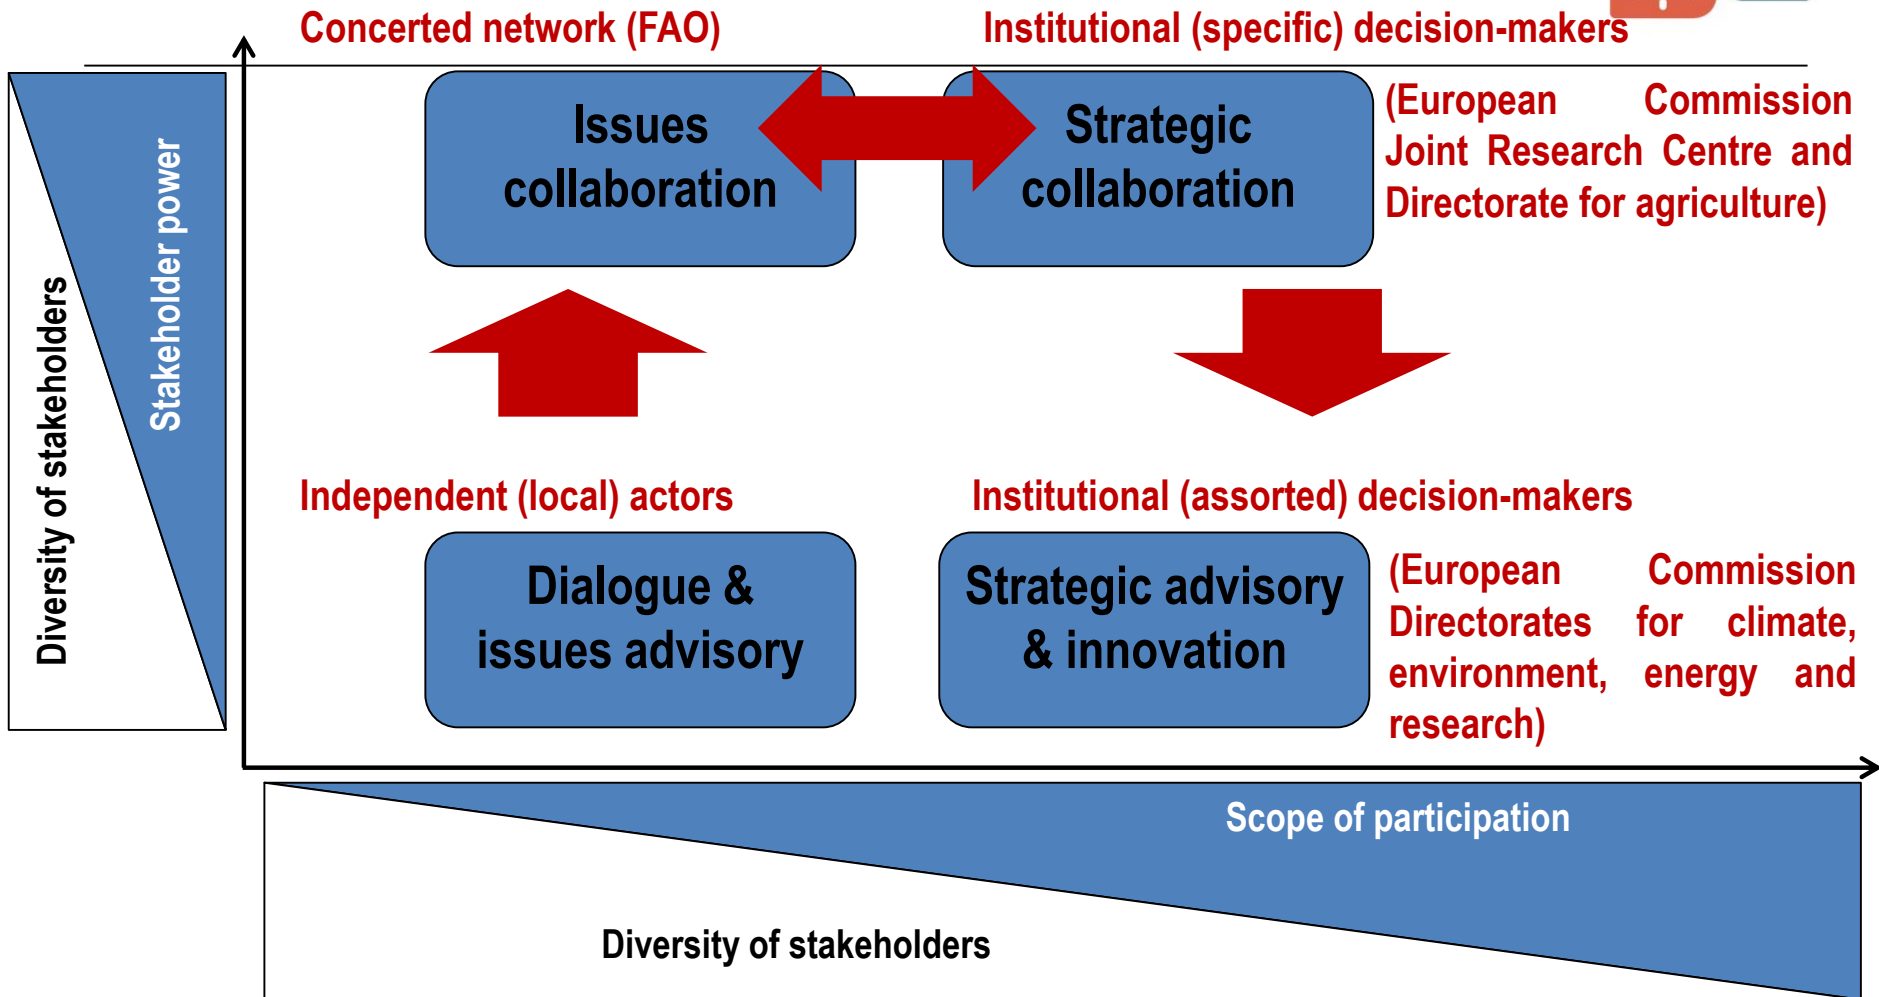 Concerted network (FAO)
Institutional (specific) decision-makers
Issues
collaboration
Strategic
collaboration
(European Commission
Joint Research Centre and
Directorate for agriculture)
Stakeholder power
Diversity of stakeholders
Independent (local) actors
Institutional (assorted) decision-makers
Dialogue &
issues advisory
Strategic advisory
& innovation
(European Commission
Directorates for climate,
environment, energy and
research)
Scope of participation
Diversity of stakeholders